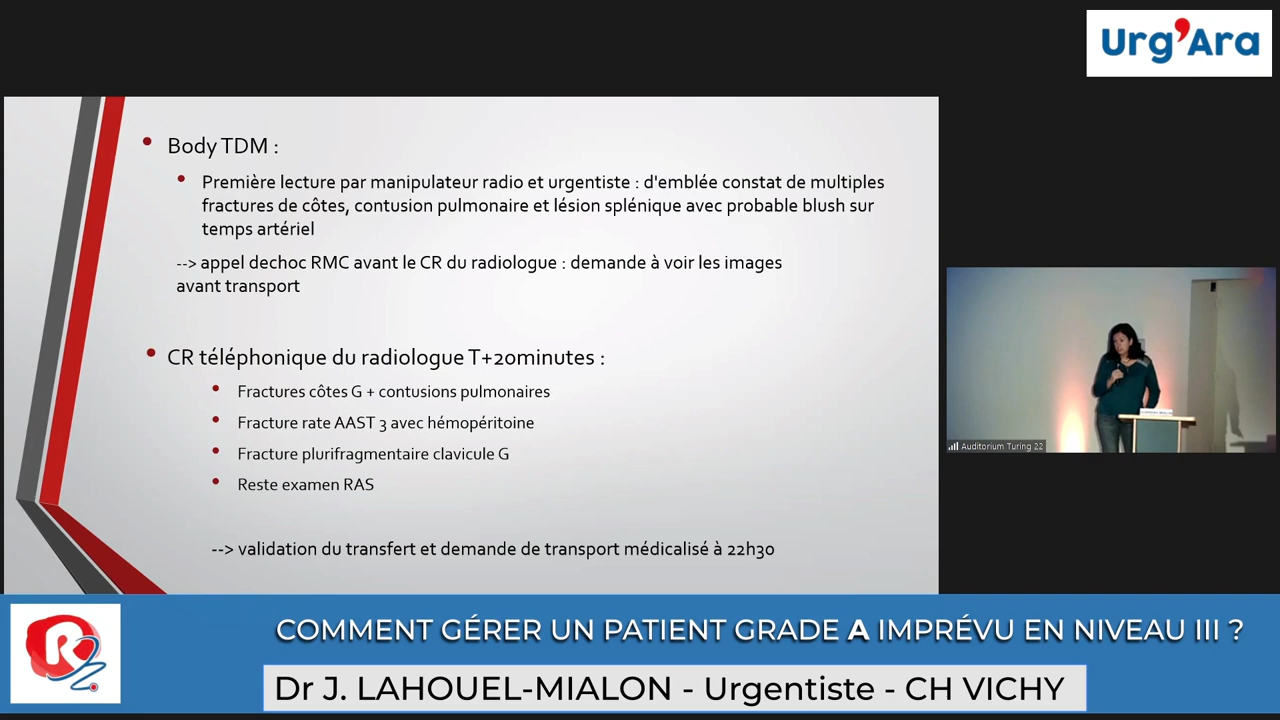 Urg'Ara
Body TDM :
Première lecture par manipulateur radio et urgentiste : d'emblée constat de multiples
fractures de côtes, contusion pulmonaire et lésion splénique avec probable blush sur
temps artériel
--> appel dechoc RMC avant le CR du radiologue : demande à voir les images
avant transport
CR téléphonique du radiologue T+20minutes :
Fractures côtes G + contusions pulmonaires
Fracture rate AAST 3 avec hémopéritoine
Fracture plurifragmentaire clavicule G
Reste examen RAS
--> validation du transfert et demande de transport médicalisé à 22h30
Auditorium Turing 22
R
COMMENT GÉRER UN PATIENT GRADE A IMPRÉVU EN NIVEAU III ?
Dr J. LAHOUEL-MIALON - Urgentiste - CH VICHY